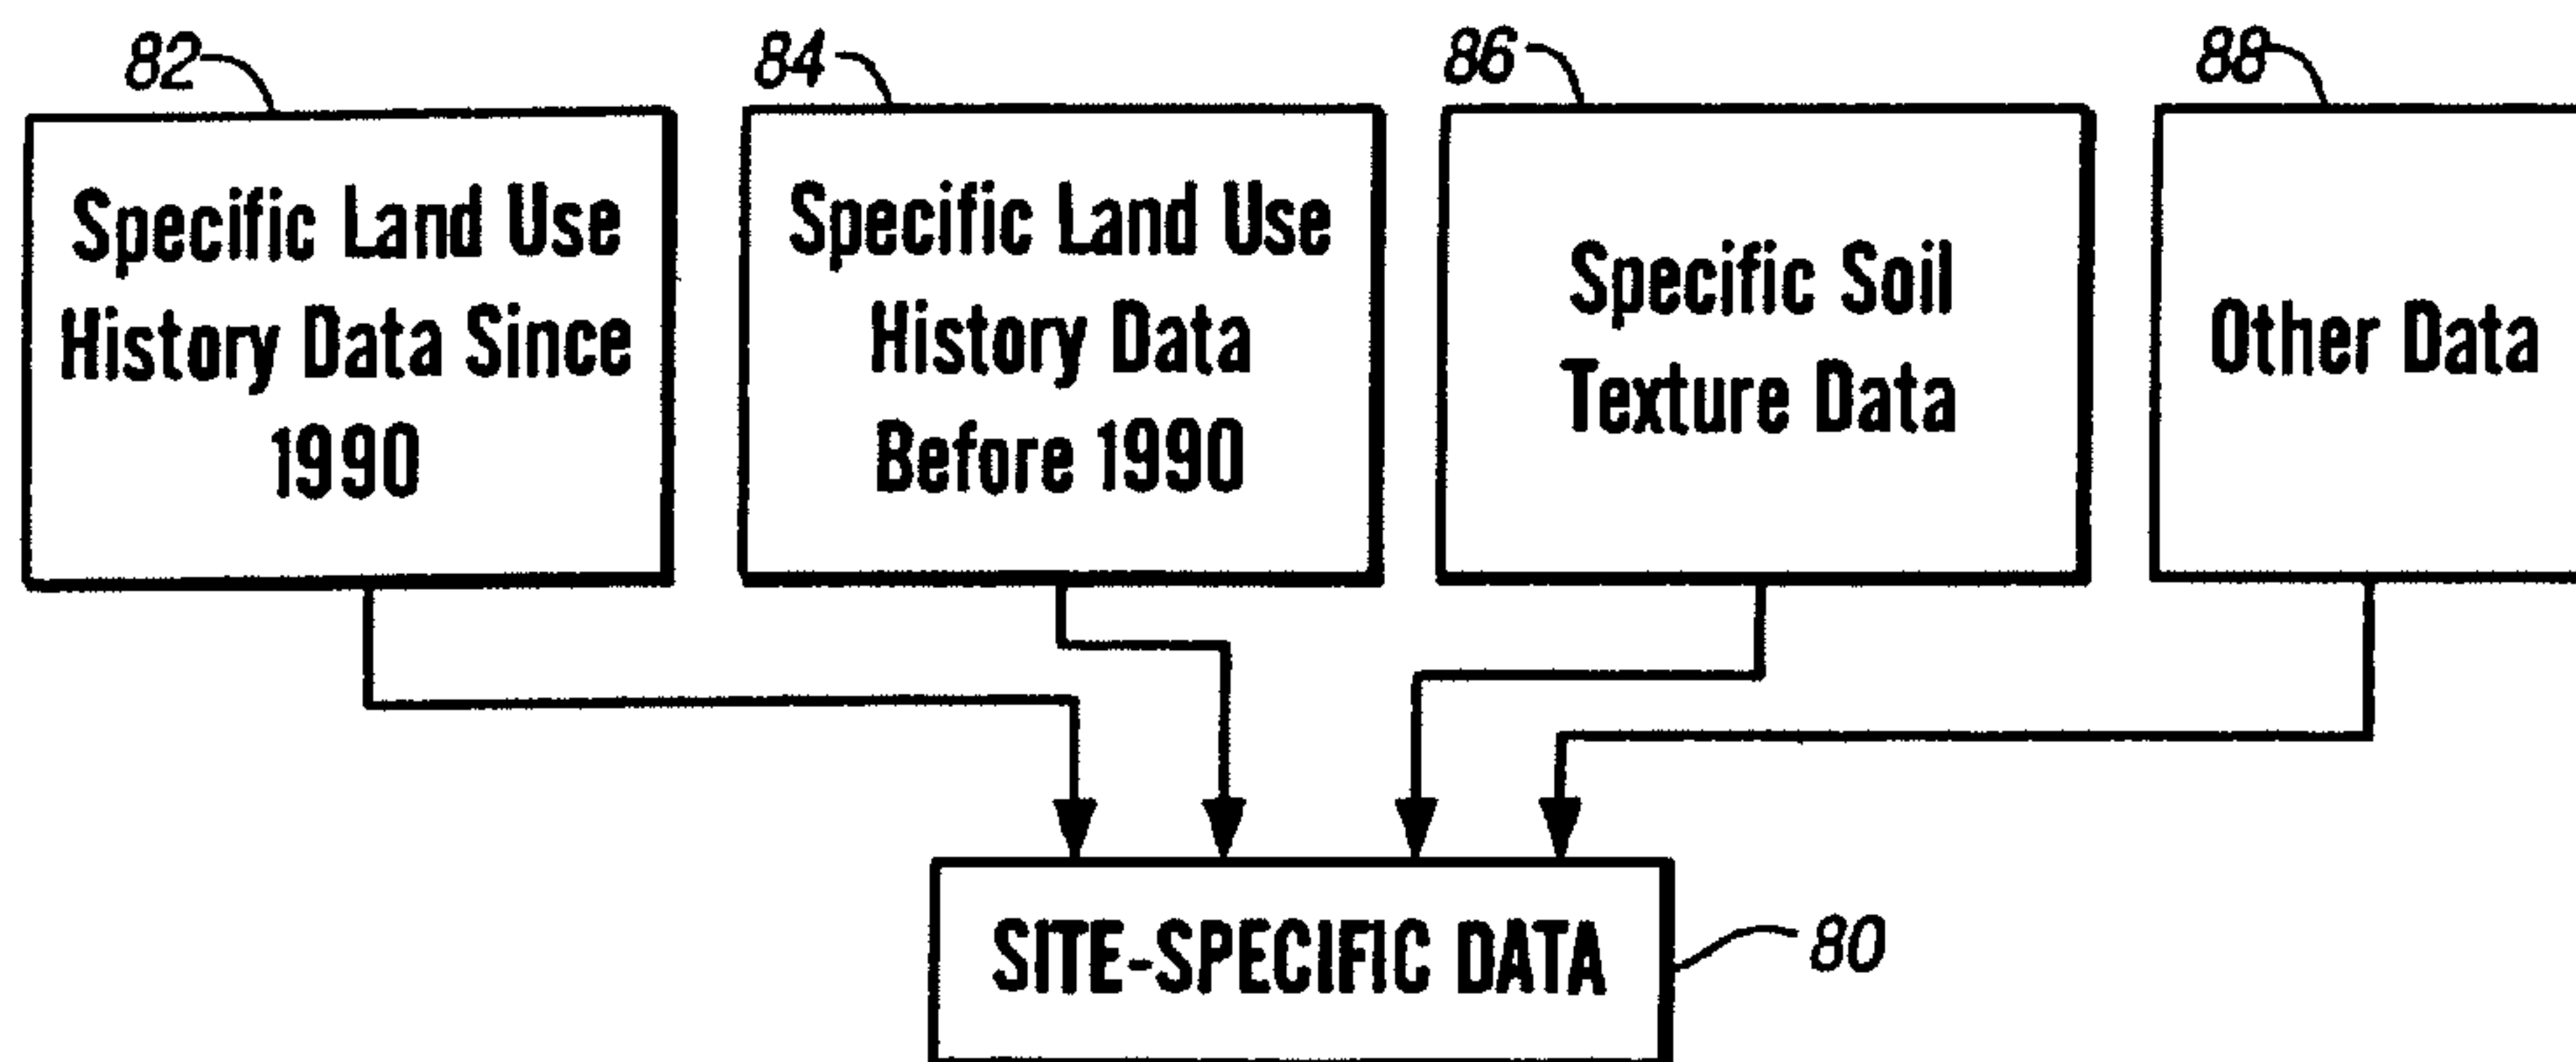 82
84
86
88
Specific Land Use
History Data Since
1990
Specific Land Use
History Data
Before 1990
Specific Soil
Texture Data
Other Data
SITE-SPECIFIC DATA
80